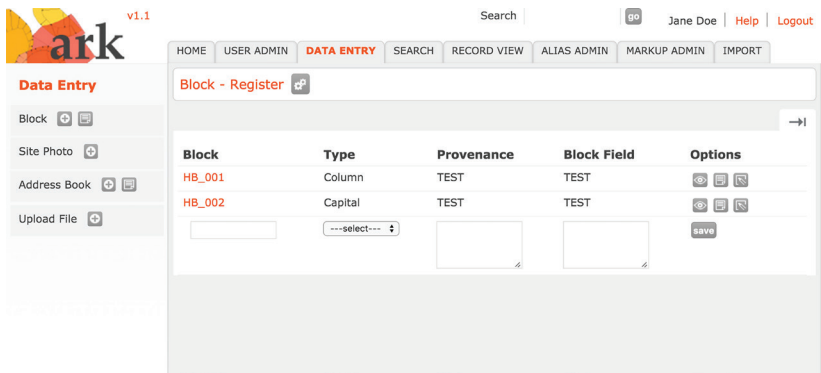 ark v1.1
Search go Jane Doe | Help | Logout
HOME USER ADMIN DATA ENTRY SEARCH RECORD VIEW ALIAS ADMIN MARKUP ADMIN IMPORT
Data Entry
Block
Site Photo
Address Book
Upload File
Block - Register
Block Type Provenance Block Field Options
HB_001 Column TEST TEST
HB_002 Capital TEST TEST
---select--- save